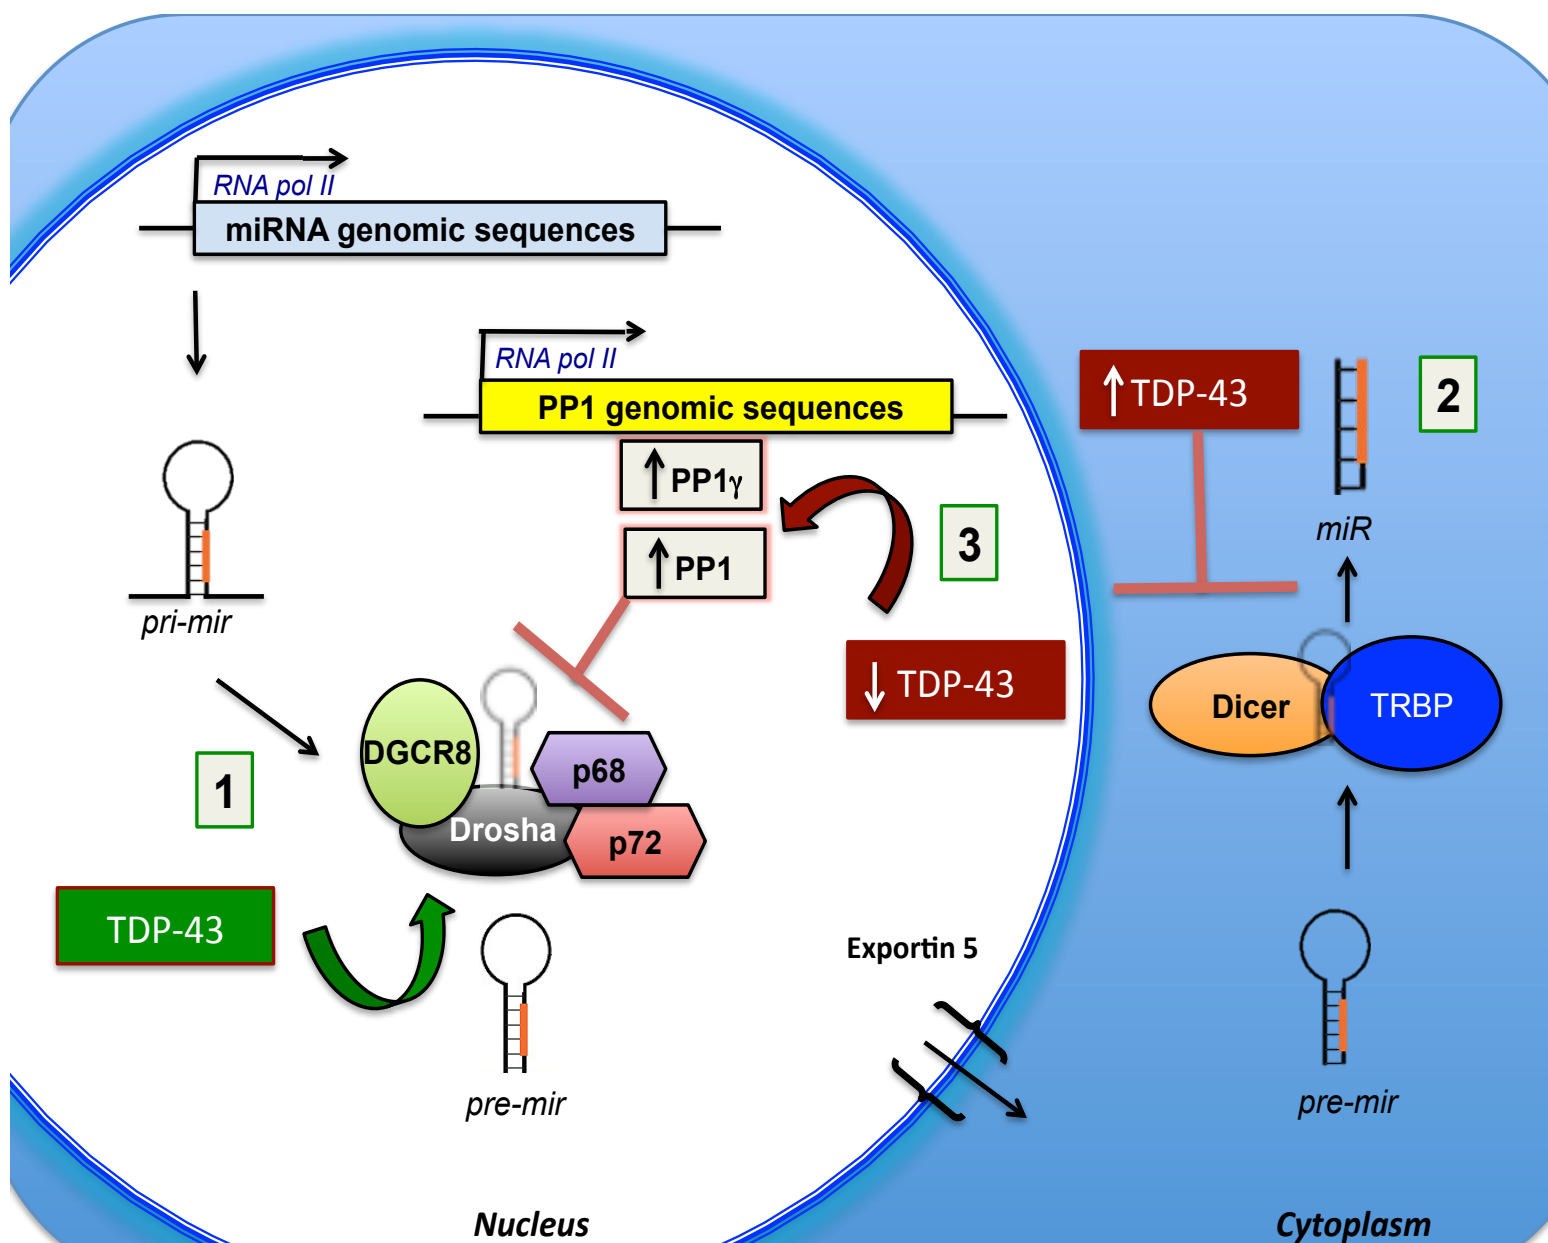 RNA pol II
miRNA genomic sequences
RNA pol II
PP1 genomic sequences
↑ PP1γ
↑ PP1
3
↓ TDP-43
↑ TDP-43
2
miR
pri-mir
1
DGCR8
p68
Drosha
p72
Dicer
TRBP
TDP-43
Exportin 5
pre-mir
pre-mir
Nucleus
Cytoplasm